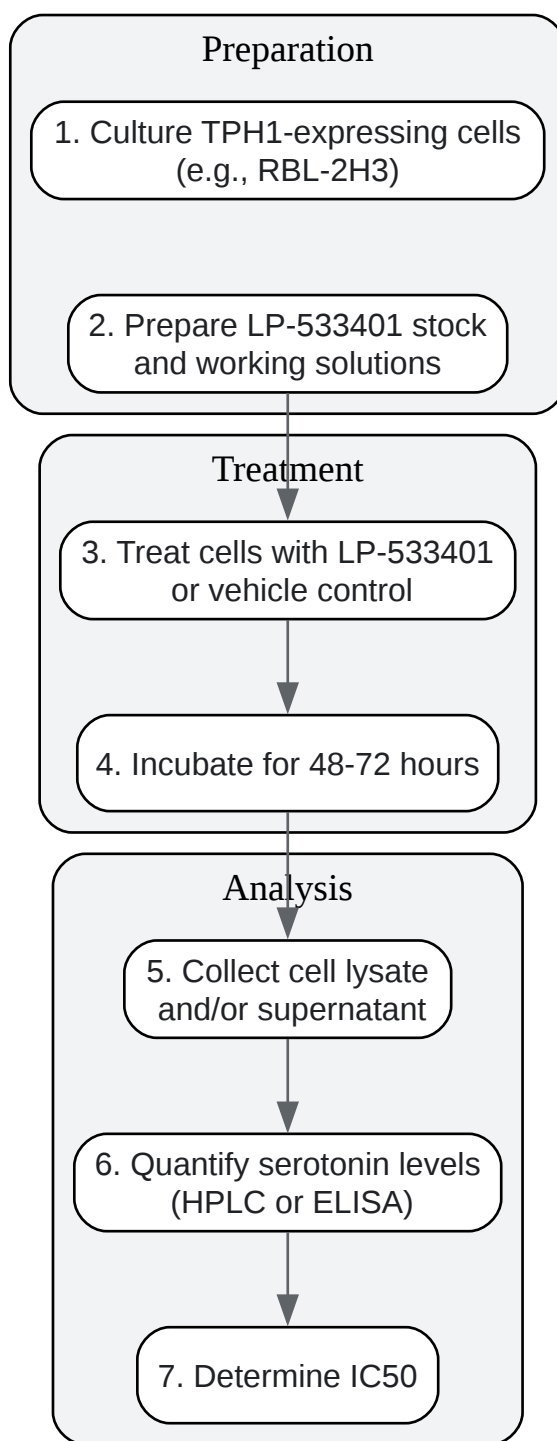 Preparation
1. Culture TPH1-expressing cells
(e.g., RBL-2H3)
2. Prepare LP-533401 stock
and working solutions
Treatment
3. Treat cells with LP-533401
or vehicle control
4. Incubate for 48-72 hours
Analysis
5. Collect cell lysate
and/or supernatant
6. Quantify serotonin levels
(HPLC or ELISA)
7. Determine IC50